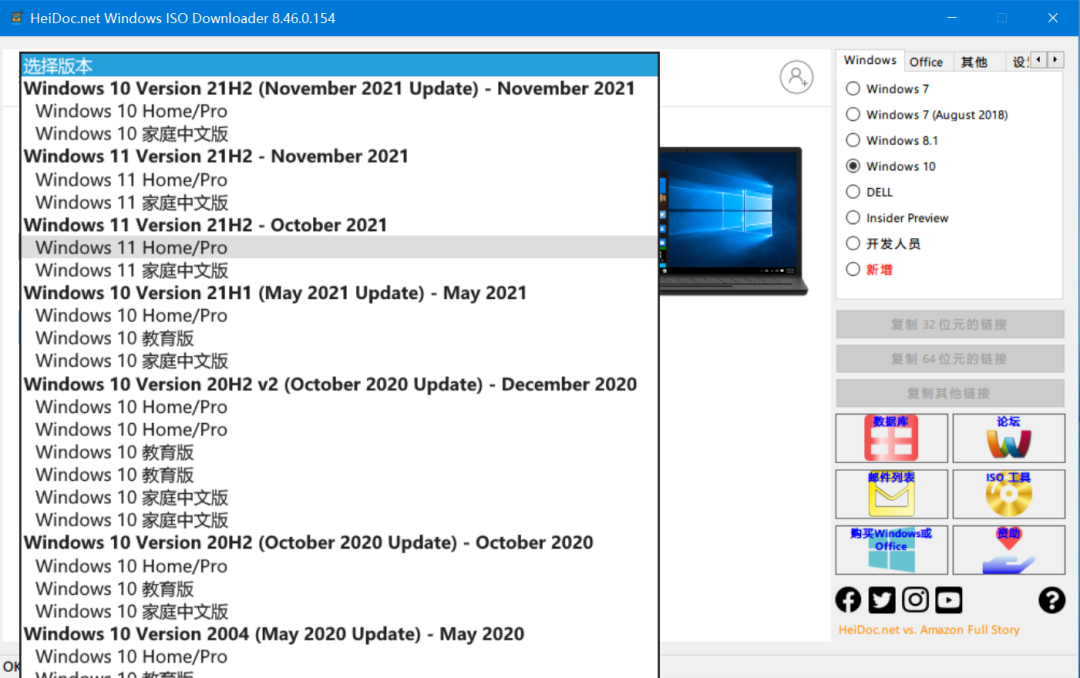 HeiDoc.net Windows ISO Downloader 8.46.0.154
选择版本
Windows 10 Version 21H2 (November 2021 Update) - November 2021
Windows 10 Home/Pro
Windows 10 家庭中文版
Windows 11 Version 21H2 - November 2021
Windows 11 Home/Pro
Windows 11 家庭中文版
Windows 11 Version 21H2 - October 2021
Windows 11 Home/Pro
Windows 11 家庭中文版
Windows 10 Version 21H1 (May 2021 Update) - May 2021
Windows 10 Home/Pro
Windows 10 教育版
Windows 10 家庭中文版
Windows 10 Version 20H2 v2 (October 2020 Update) - December 2020
Windows 10 Home/Pro
Windows 10 Home/Pro
Windows 10 教育版
Windows 10 教育版
Windows 10 家庭中文版
Windows 10 家庭中文版
Windows 10 Version 20H2 (October 2020 Update) - October 2020
Windows 10 Home/Pro
Windows 10 教育版
Windows 10 家庭中文版
Windows 10 Version 2004 (May 2020 Update) - May 2020
Windows 10 Home/Pro
Windows 10 教育版
OK
Windows Office 其他 设
Windows 7
Windows 7 (August 2018)
Windows 8.1
Windows 10
DELL
Insider Preview
开发人员
新增
复制 32 位元的链接
复制 64 位元的链接
复制其他链接
数据库
论坛
邮件列表
ISO 工具
购买Windows或
Office
资助
HeiDoc.net vs. Amazon Full Story